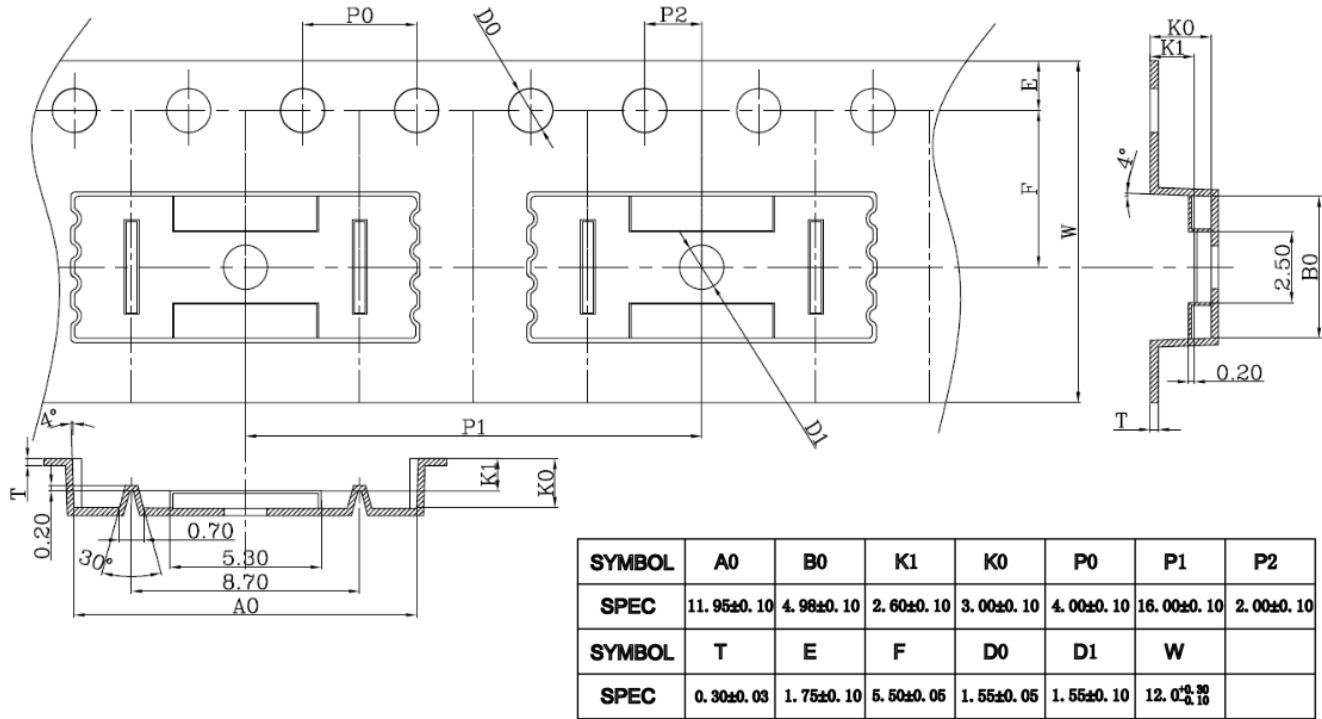 P0
D0
P2
K0
K1
E
4°
F
W
2.50
B0
0.20
T
4°
P1
D1
T
K1
K0
0.20
0.70
30°
5.30
8.70
A0
SYMBOL A0 B0 K1 K0 P0 P1 P2
SPEC 11.95±0.10 4.98±0.10 2.60±0.10 3.00±0.10 4.00±0.10 16.00±0.10 2.00±0.10
SYMBOL T E F D0 D1 W
SPEC 0.30±0.03 1.75±0.10 5.50±0.05 1.55±0.05 1.55±0.10 12.0+0.30-0.10